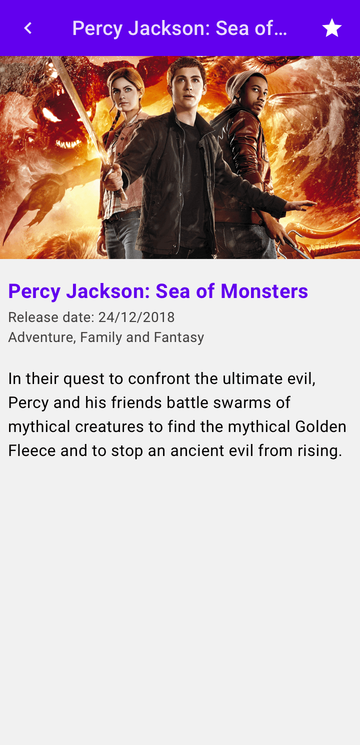 Percy Jackson: Sea of…
Percy Jackson: Sea of Monsters
Release date: 24/12/2018
Adventure, Family and Fantasy
In their quest to confront the ultimate evil,
Percy and his friends battle swarms of
mythical creatures to find the mythical Golden
Fleece and to stop an ancient evil from rising.